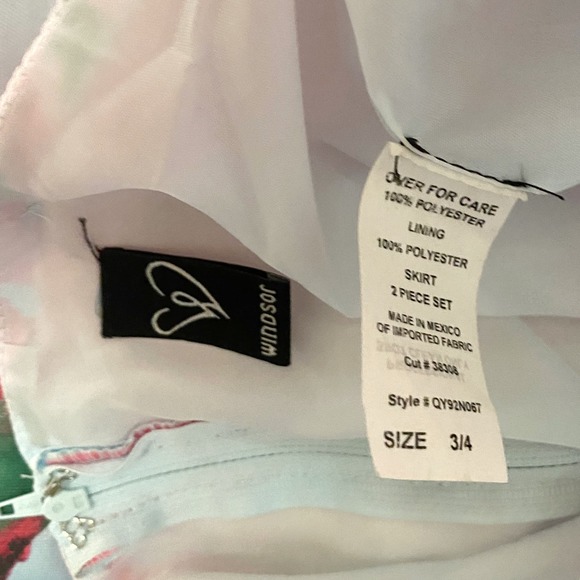 WINDSOR
OVER FOR CARE
100% POLYESTER
LINING
100% POLYESTER
SKIRT
2 PIECE SET
MADE IN MEXICO
OF IMPORTED FABRIC
Cut # 38308
Style # QY92N067
SIZE 3/4